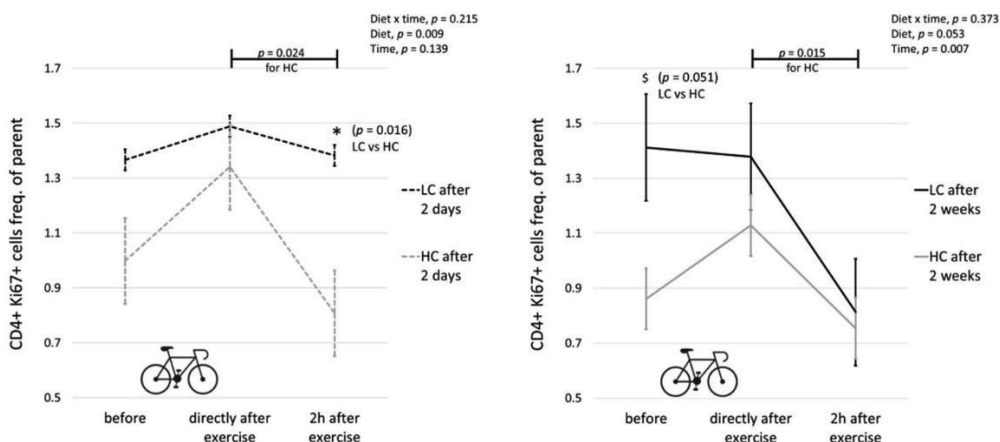 Diet x time, p = 0.215
Diet, p = 0.009
Time, p = 0.139
p = 0.024
for HC
CD4+ Ki67+ cells freq. of parent
1.7
1.5
1.3
1.1
0.9
0.7
0.5
* (p = 0.016)
LC vs HC
LC after
2 days
HC after
2 days
before
directly after
exercise
2h after
exercise
Diet x time, p = 0.373
Diet, p = 0.053
Time, p = 0.007
p = 0.015
for HC
CD4+ Ki67+ cells freq. of parent
1.7
1.5
1.3
1.1
0.9
0.7
0.5
$ (p = 0.051)
LC vs HC
LC after
2 weeks
HC after
2 weeks
before
directly after
exercise
2h after
exercise